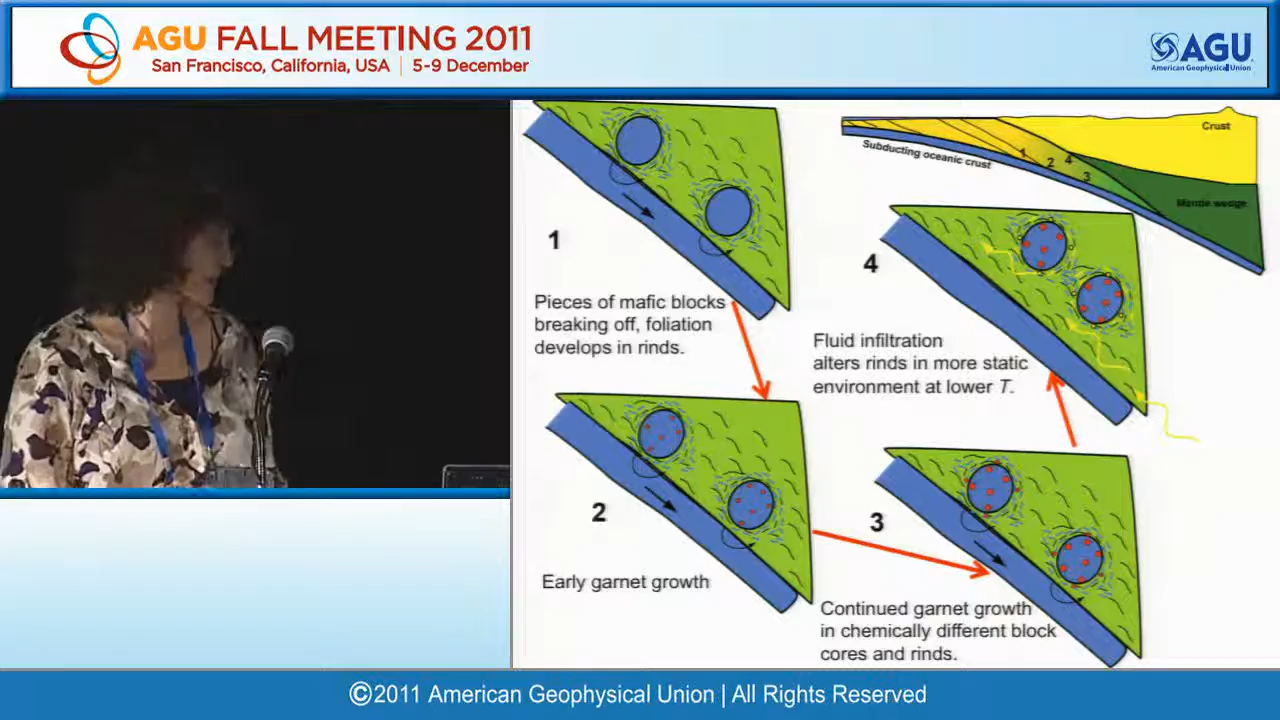 AGU FALL MEETING 2011
San Francisco, California, USA | 5-9 December
AGU
American Geophysical Union
1
Pieces of mafic blocks
breaking off, foliation
develops in rinds.
2
Early garnet growth
3
Continued garnet growth
in chemically different block
cores and rinds.
4
Fluid infiltration
alters rinds in more static
environment at lower T.
Crust
Subducting oceanic crust
1
2
4
3
Mantle wedge
©2011 American Geophysical Union | All Rights Reserved